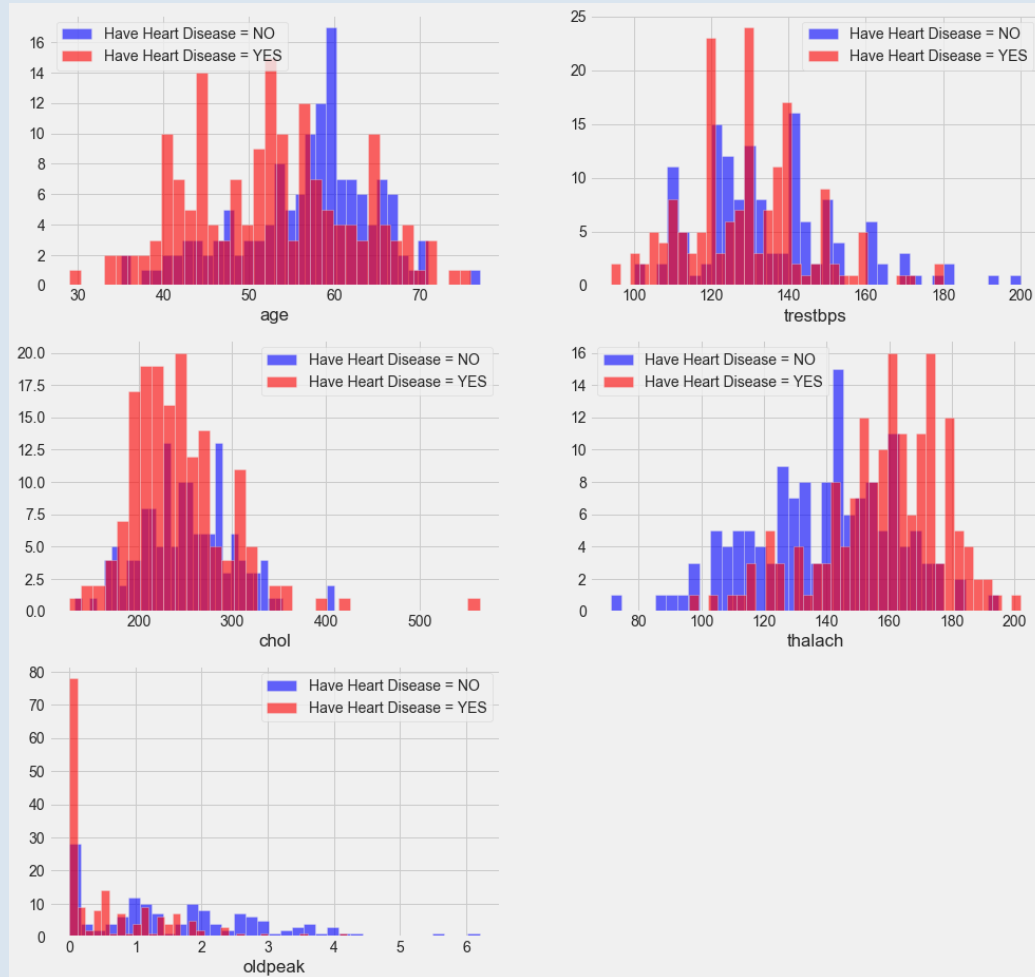 Have Heart Disease = NO
Have Heart Disease = YES
16
14
12
10
8
6
4
2
0
30 40 50 60 70
age
Have Heart Disease = NO
Have Heart Disease = YES
25
20
15
10
5
0
100 120 140 160 180 200
trestbps
Have Heart Disease = NO
Have Heart Disease = YES
20.0
17.5
15.0
12.5
10.0
7.5
5.0
2.5
0.0
200 300 400 500
chol
Have Heart Disease = NO
Have Heart Disease = YES
16
14
12
10
8
6
4
2
0
80 100 120 140 160 180 200
thalach
Have Heart Disease = NO
Have Heart Disease = YES
80
70
60
50
40
30
20
10
0
0 1 2 3 4 5 6
oldpeak